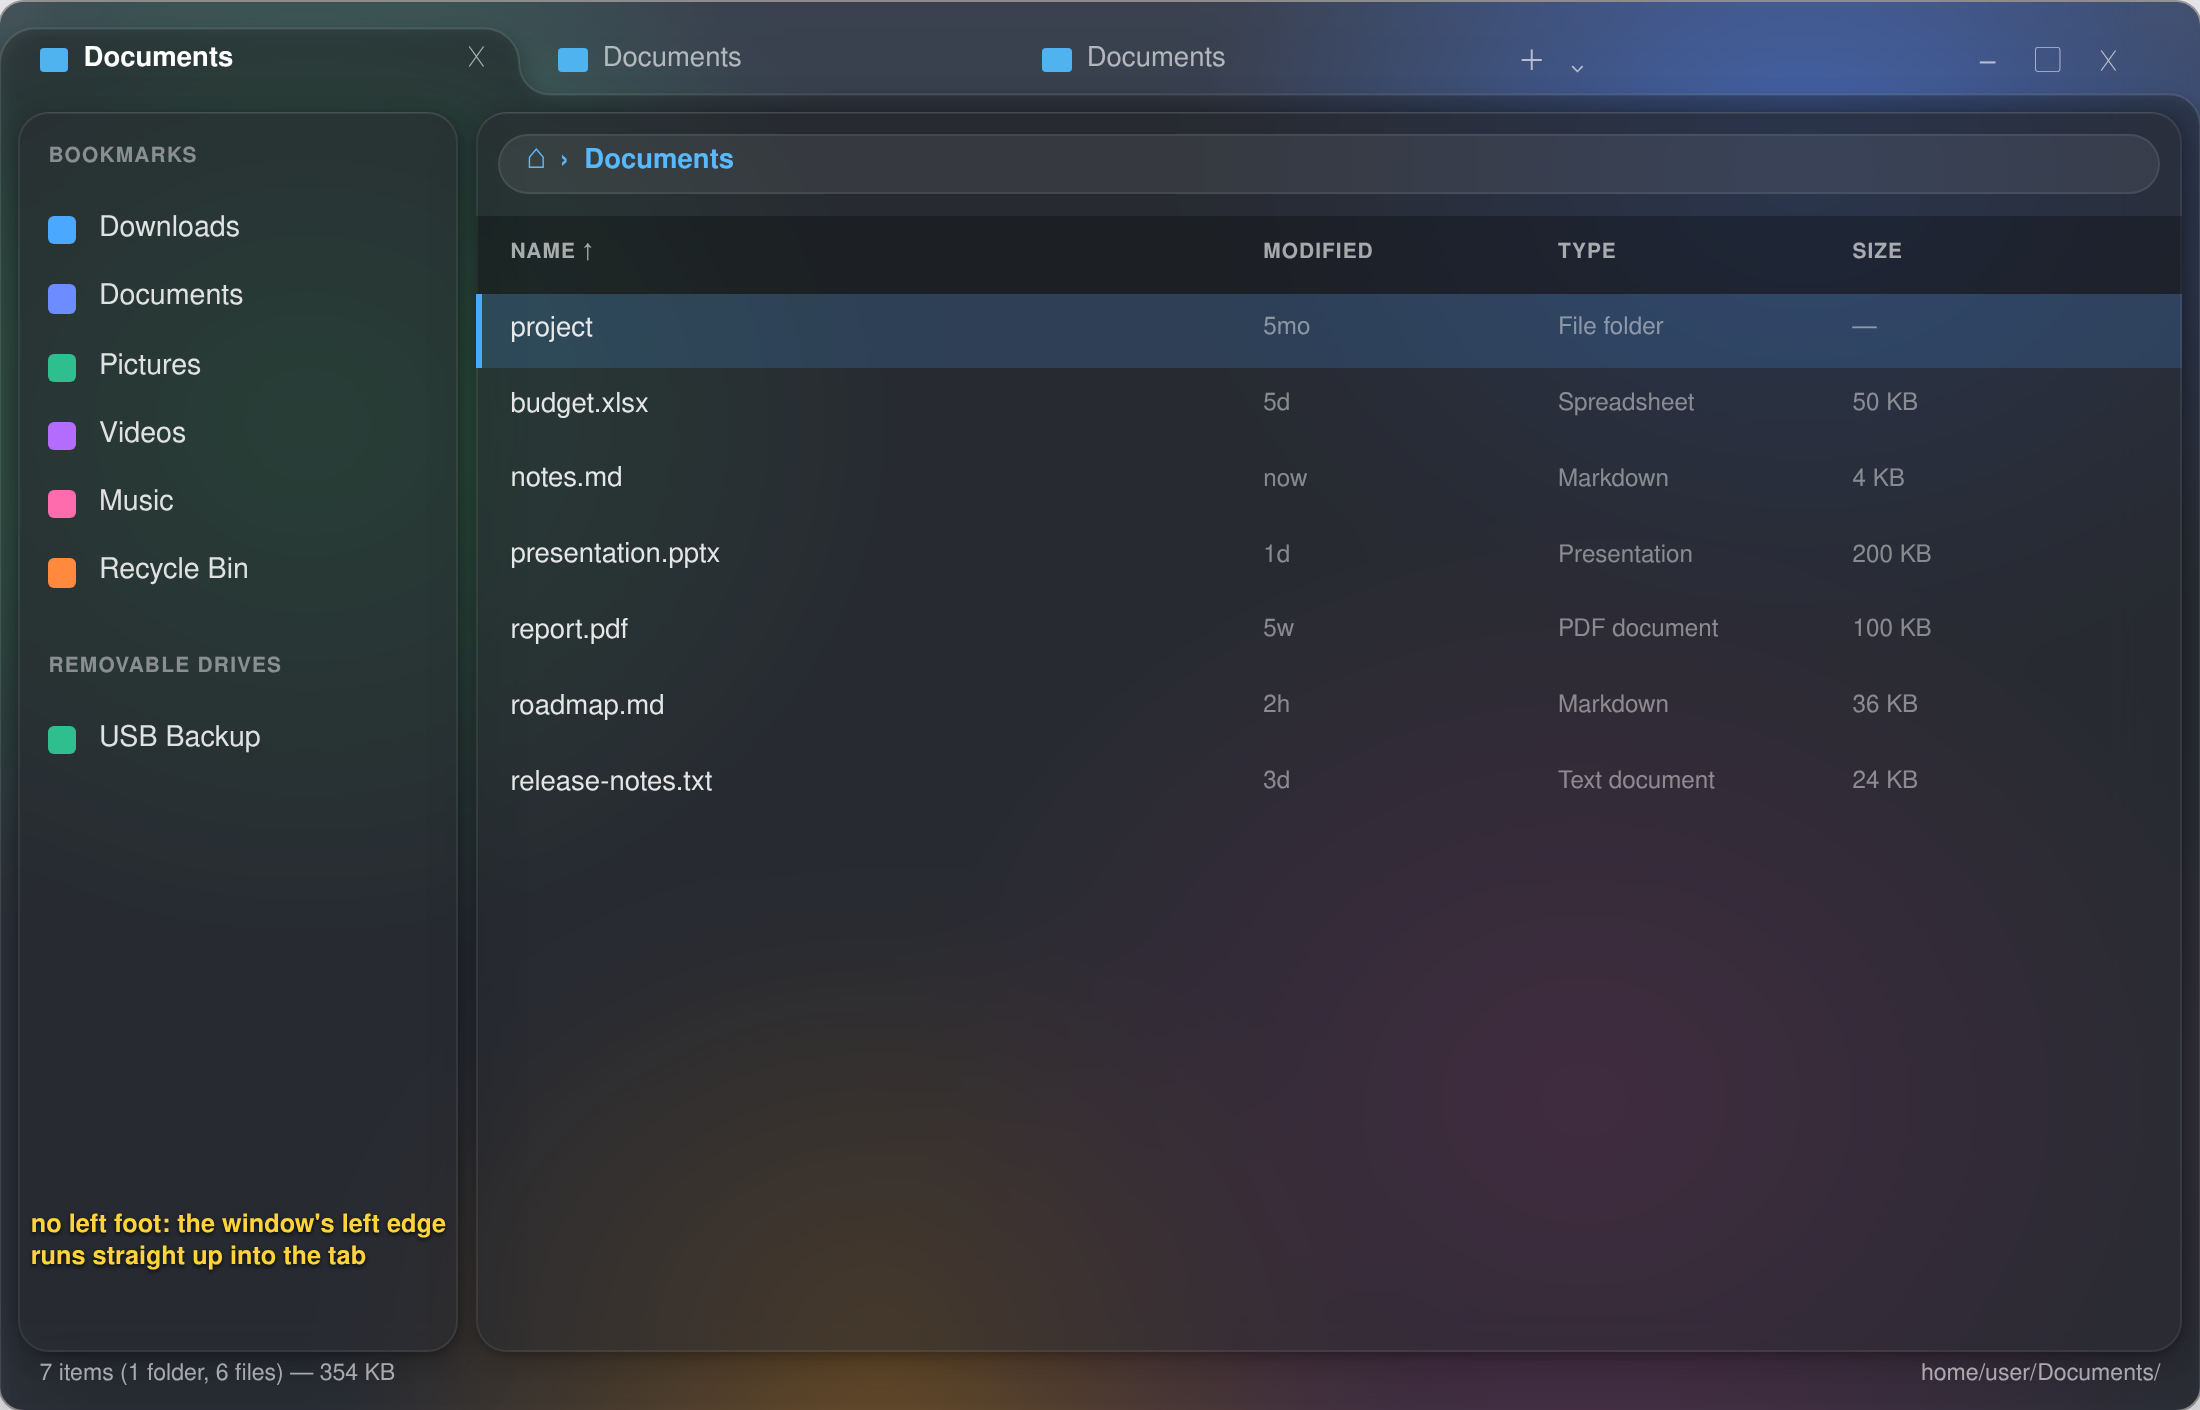 Documents X Documents Documents + ⌄ – X
BOOKMARKS
Downloads
Documents
Pictures
Videos
Music
Recycle Bin
REMOVABLE DRIVES
USB Backup
no left foot: the window's left edge
runs straight up into the tab
⌂ › Documents
NAME ↑ MODIFIED TYPE SIZE
project 5mo File folder —
budget.xlsx 5d Spreadsheet 50 KB
notes.md now Markdown 4 KB
presentation.pptx 1d Presentation 200 KB
report.pdf 5w PDF document 100 KB
roadmap.md 2h Markdown 36 KB
release-notes.txt 3d Text document 24 KB
7 items (1 folder, 6 files) — 354 KB
home/user/Documents/